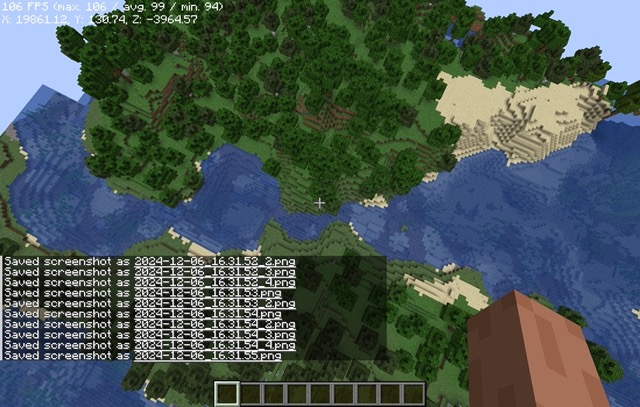 106 FPS (max. 106 / avg. 99 / min. 94)
X: 19861.12, Y: 130.74, Z: -3964.57
Saved screenshot as 2024-12-06_16.31.52_2.png
Saved screenshot as 2024-12-06_16.31.52_3.png
Saved screenshot as 2024-12-06_16.31.52_4.png
Saved screenshot as 2024-12-06_16.31.53.png
Saved screenshot as 2024-12-06_16.31.53_2.png
Saved screenshot as 2024-12-06_16.31.54.png
Saved screenshot as 2024-12-06_16.31.54_2.png
Saved screenshot as 2024-12-06_16.31.54_3.png
Saved screenshot as 2024-12-06_16.31.54_4.png
Saved screenshot as 2024-12-06_16.31.55.png